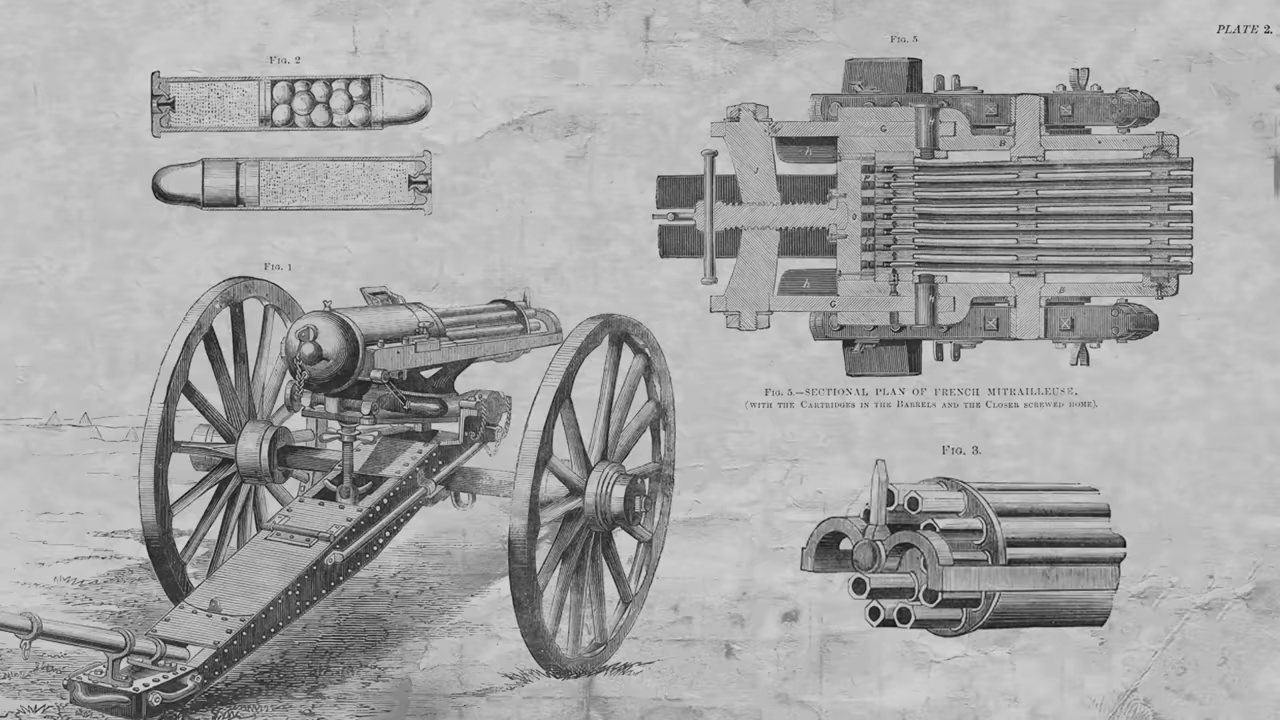 PLATE 2.
FIG. 5
FIG. 2
FIG. 1
G
h
B
J
h
G
B
FIG. 5.—SECTIONAL PLAN OF FRENCH MITRAILLEUSE.
(WITH THE CARTRIDGES IN THE BARRELS AND THE CLOSER SCREWED HOME).
FIG. 3.